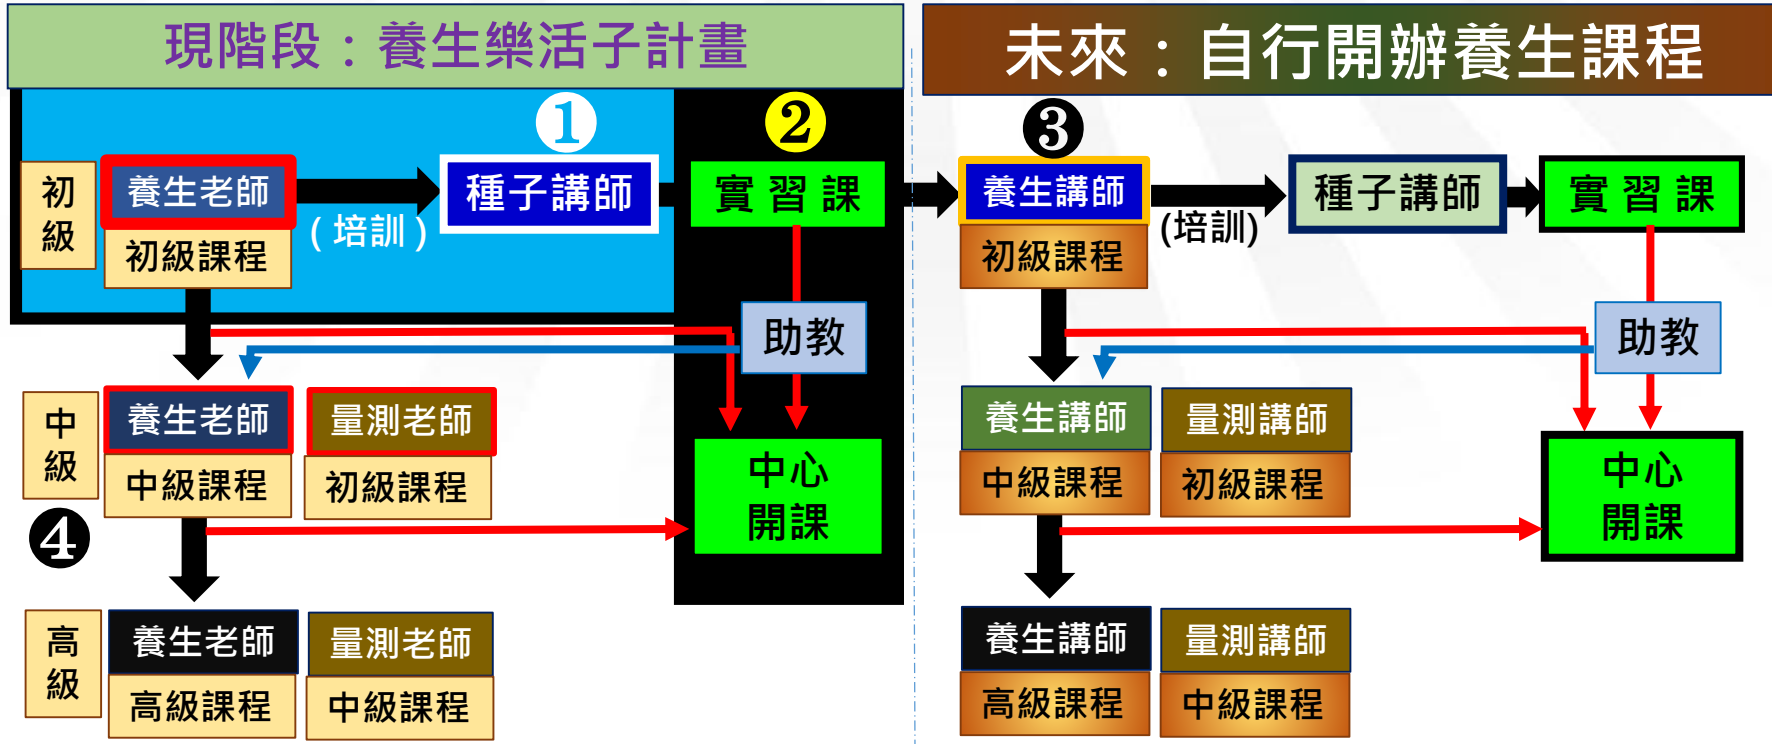 現階段：養生樂活子計畫
未來：自行開辦養生課程
1
2
3
初級
養生老師
(培訓)
種子講師
實習課
初級課程
養生講師
(培訓)
種子講師
實習課
初級課程
助教
助教
中級
養生老師
量測老師
中級課程
初級課程
中心
開課
養生講師
量測講師
中級課程
初級課程
中心
開課
4
高級
養生老師
量測老師
高級課程
中級課程
養生講師
量測講師
高級課程
中級課程